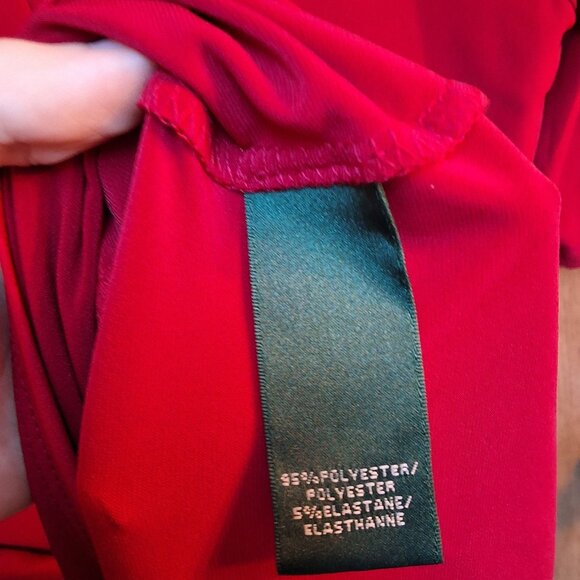 95%POLYESTER/
POLYESTER
5%ELASTANE/
ELASTHANNE